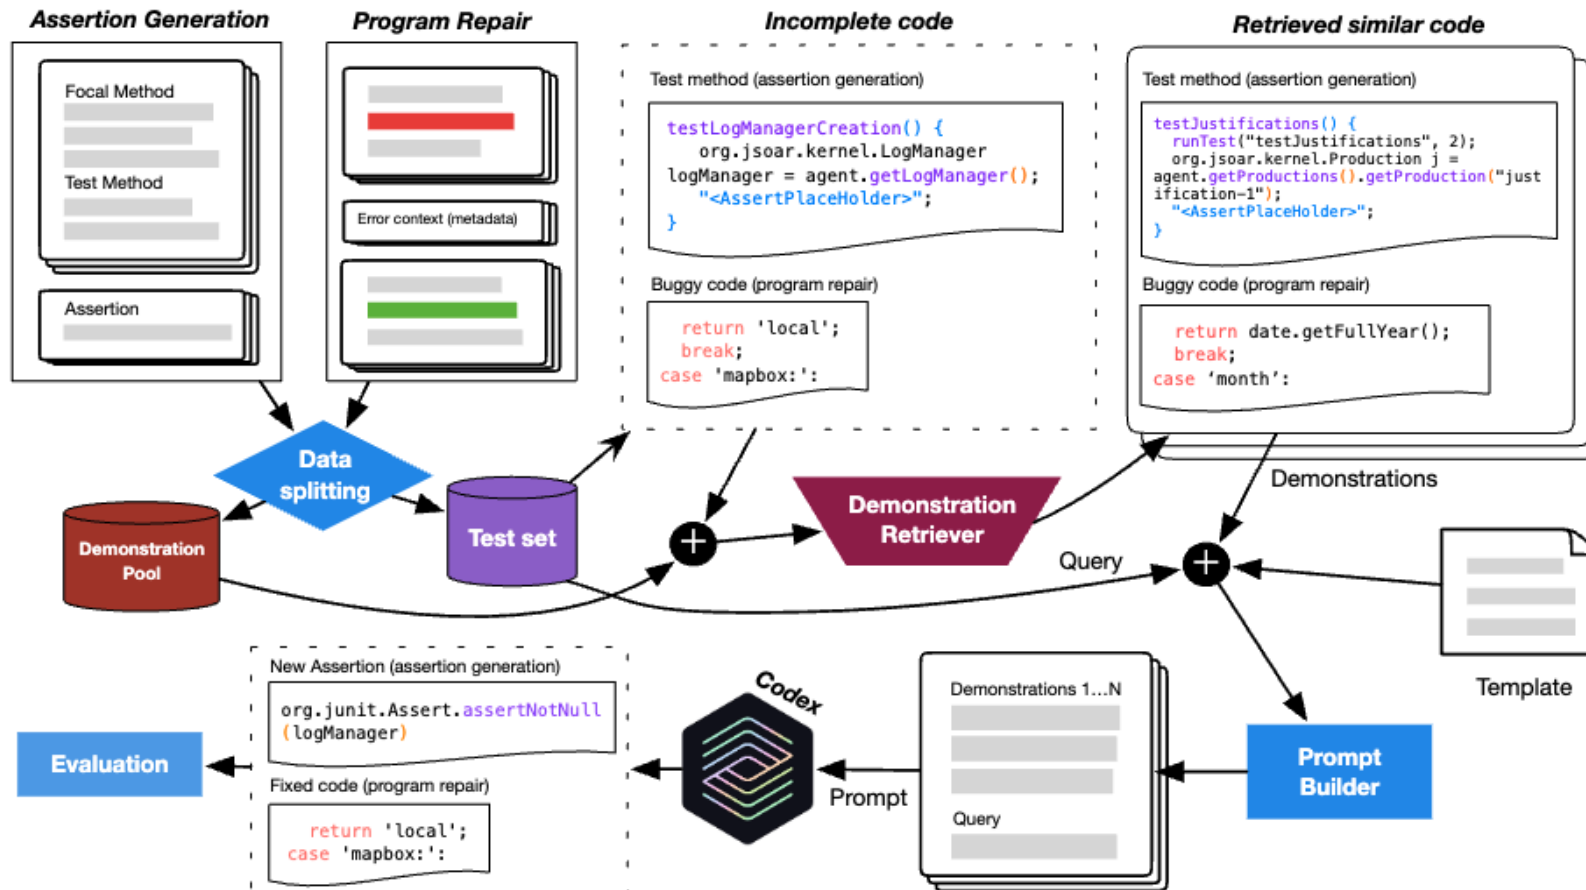 Assertion Generation
Program Repair
Incomplete code
Retrieved similar code
Focal Method
Test Method
Assertion
Error context (metadata)
Test method (assertion generation)
testLogManagerCreation() {
org.jsoar.kernel.LogManager
logManager = agent.getLogManager();
"<AssertPlaceHolder>";
}
Buggy code (program repair)
return 'local';
break;
case 'mapbox:':
Test method (assertion generation)
testJustifications() {
runTest("testJustifications", 2);
org.jsoar.kernel.Production j =
agent.getProductions().getProduction("just
ification-1");
"<AssertPlaceHolder>";
}
Buggy code (program repair)
return date.getFullYear();
break;
case ‘month’:
Data
splitting
Demonstration
Pool
Test set
Demonstration
Retriever
Demonstrations
Query
Template
New Assertion (assertion generation)
org.junit.Assert.assertNotNull
(logManager)
Fixed code (program repair)
return 'local';
case 'mapbox:':
Evaluation
Codex
Prompt
Demonstrations 1...N
Query
Prompt
Builder